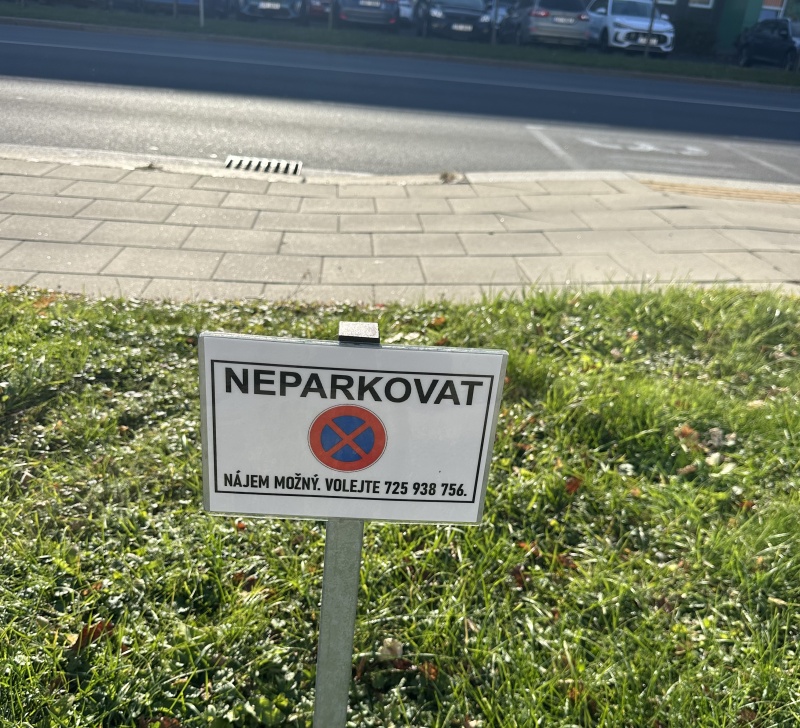 NEPARKOVAT
NÁJEM MOŽNÝ. VOLEJTE 725 938 756.